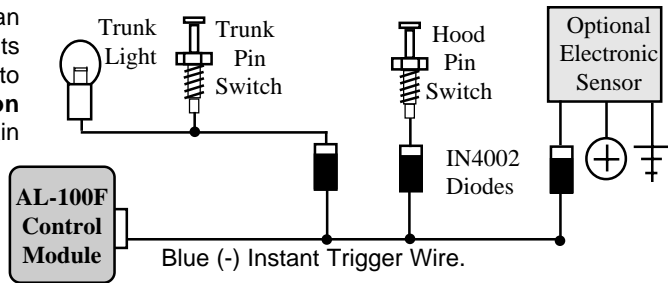 an
ts
to
on
in
Trunk
Light
Trunk
Pin
Switch
Hood
Pin
Switch
Optional
Electronic
Sensor
IN4002
Diodes
AL-100F
Control
Module
Blue (-) Instant Trigger Wire.